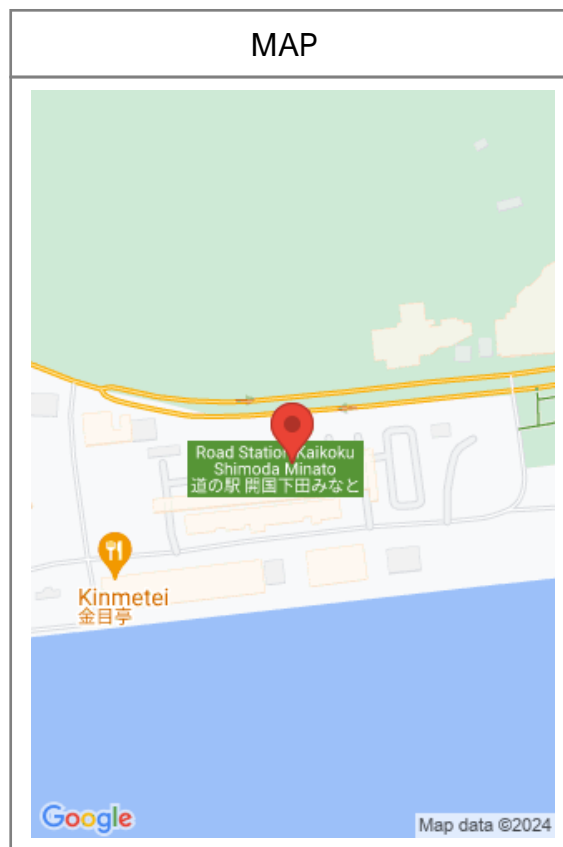 MAP
Road Station Kaikoku
Shimoda Minato
道の駅 開国下田みなと
Kinmetei
金目亭
Google
Map data ©2024